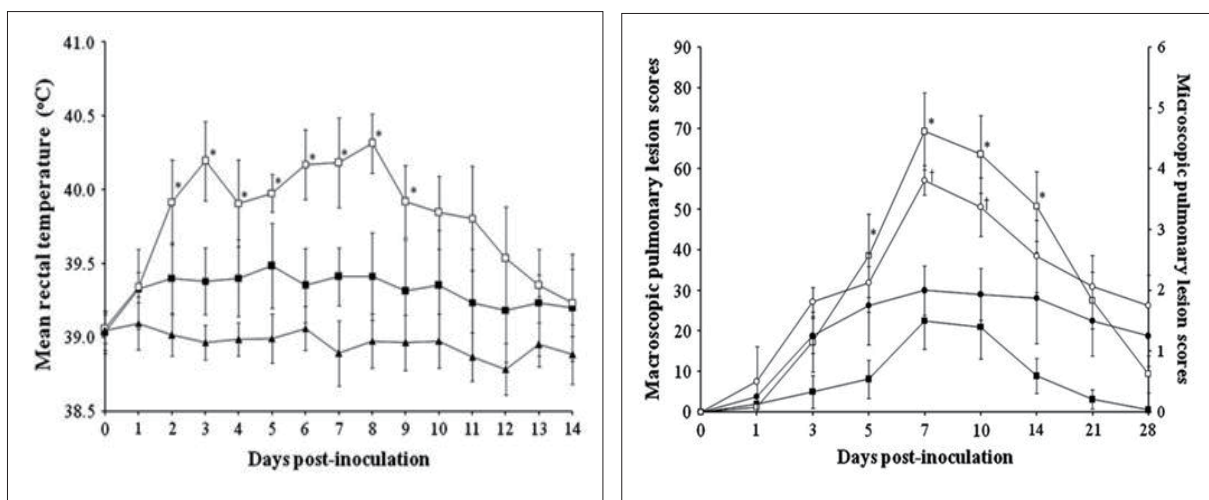 Mean rectal temperature (°C)
41.0
40.5
40.0
39.5
39.0
38.5
* * * * * * * *
0 1 2 3 4 5 6 7 8 9 10 11 12 13 14
Days post-inoculation
Macroscopic pulmonary lesion scores
90
80
70
60
50
40
30
20
10
0
* * * *
† †
6
5
4
3
2
1
0
Microscopic pulmonary lesion scores
0 1 3 5 7 10 14 21 28
Days post-inoculation